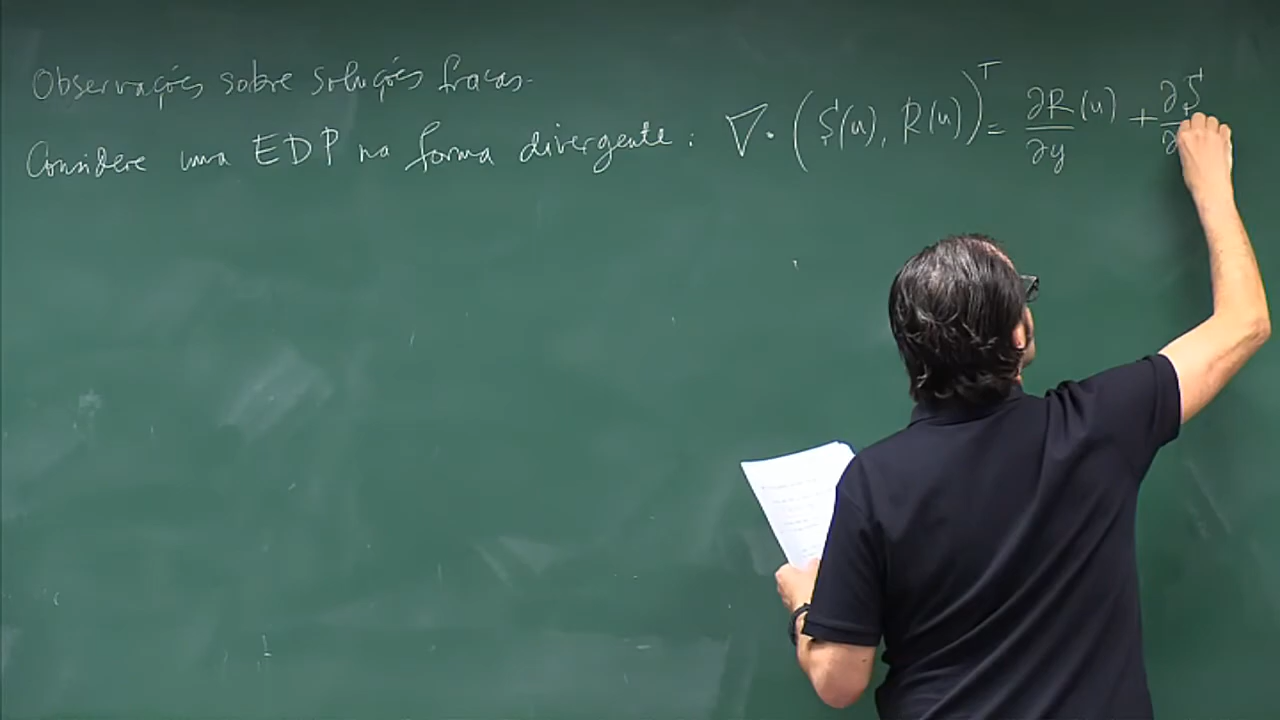 Observações sobre soluções fracas.
Considere uma EDP na forma divergente: ∇·(S(u), R(u))ᵀ = ∂R/∂y (u) + ∂S/∂